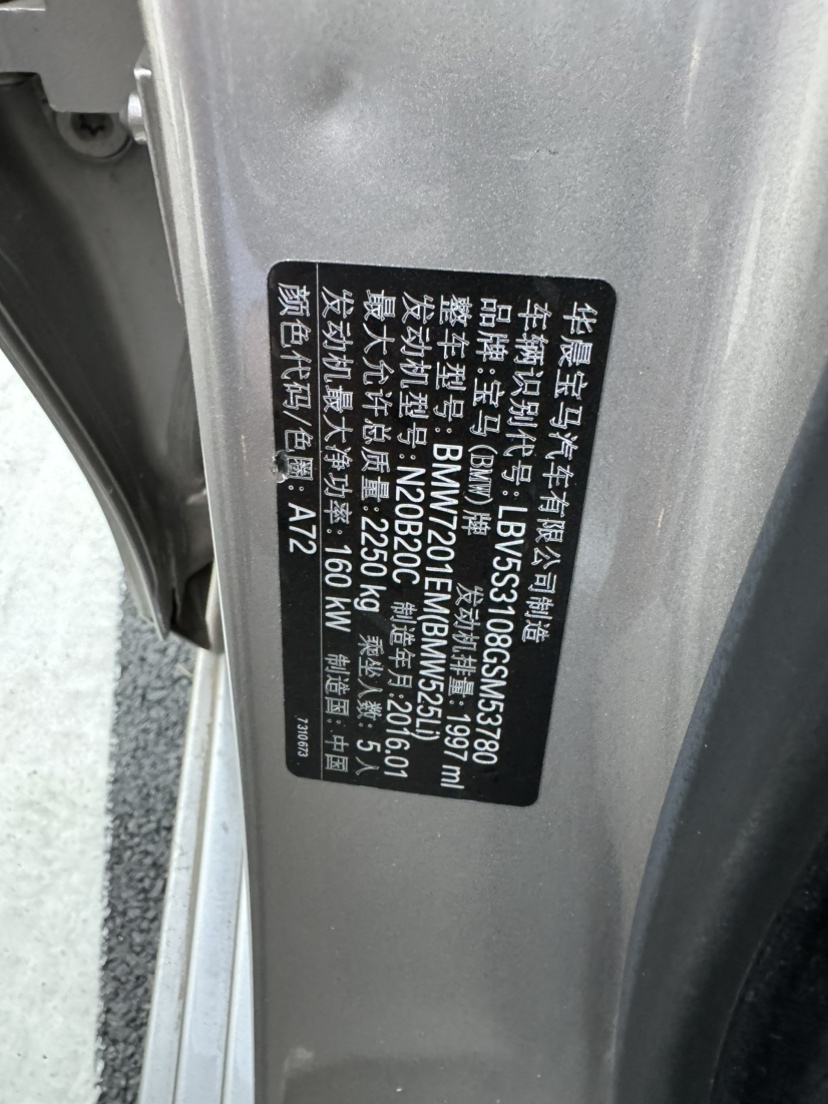 华晨宝马汽车有限公司制造
车辆识别代号:LBV5S3108GSM53780
品牌:宝马(BMW)牌 发动机排量:1997 ml
整车型号:BMW7201EM(BMW525Li)
发动机型号:N20B20C 制造年月:2016.01
最大允许总质量:2250 kg 乘坐人数:5人
发动机最大净功率:160 kW 制造国:中国
颜色代码/色圈:A72 7310673